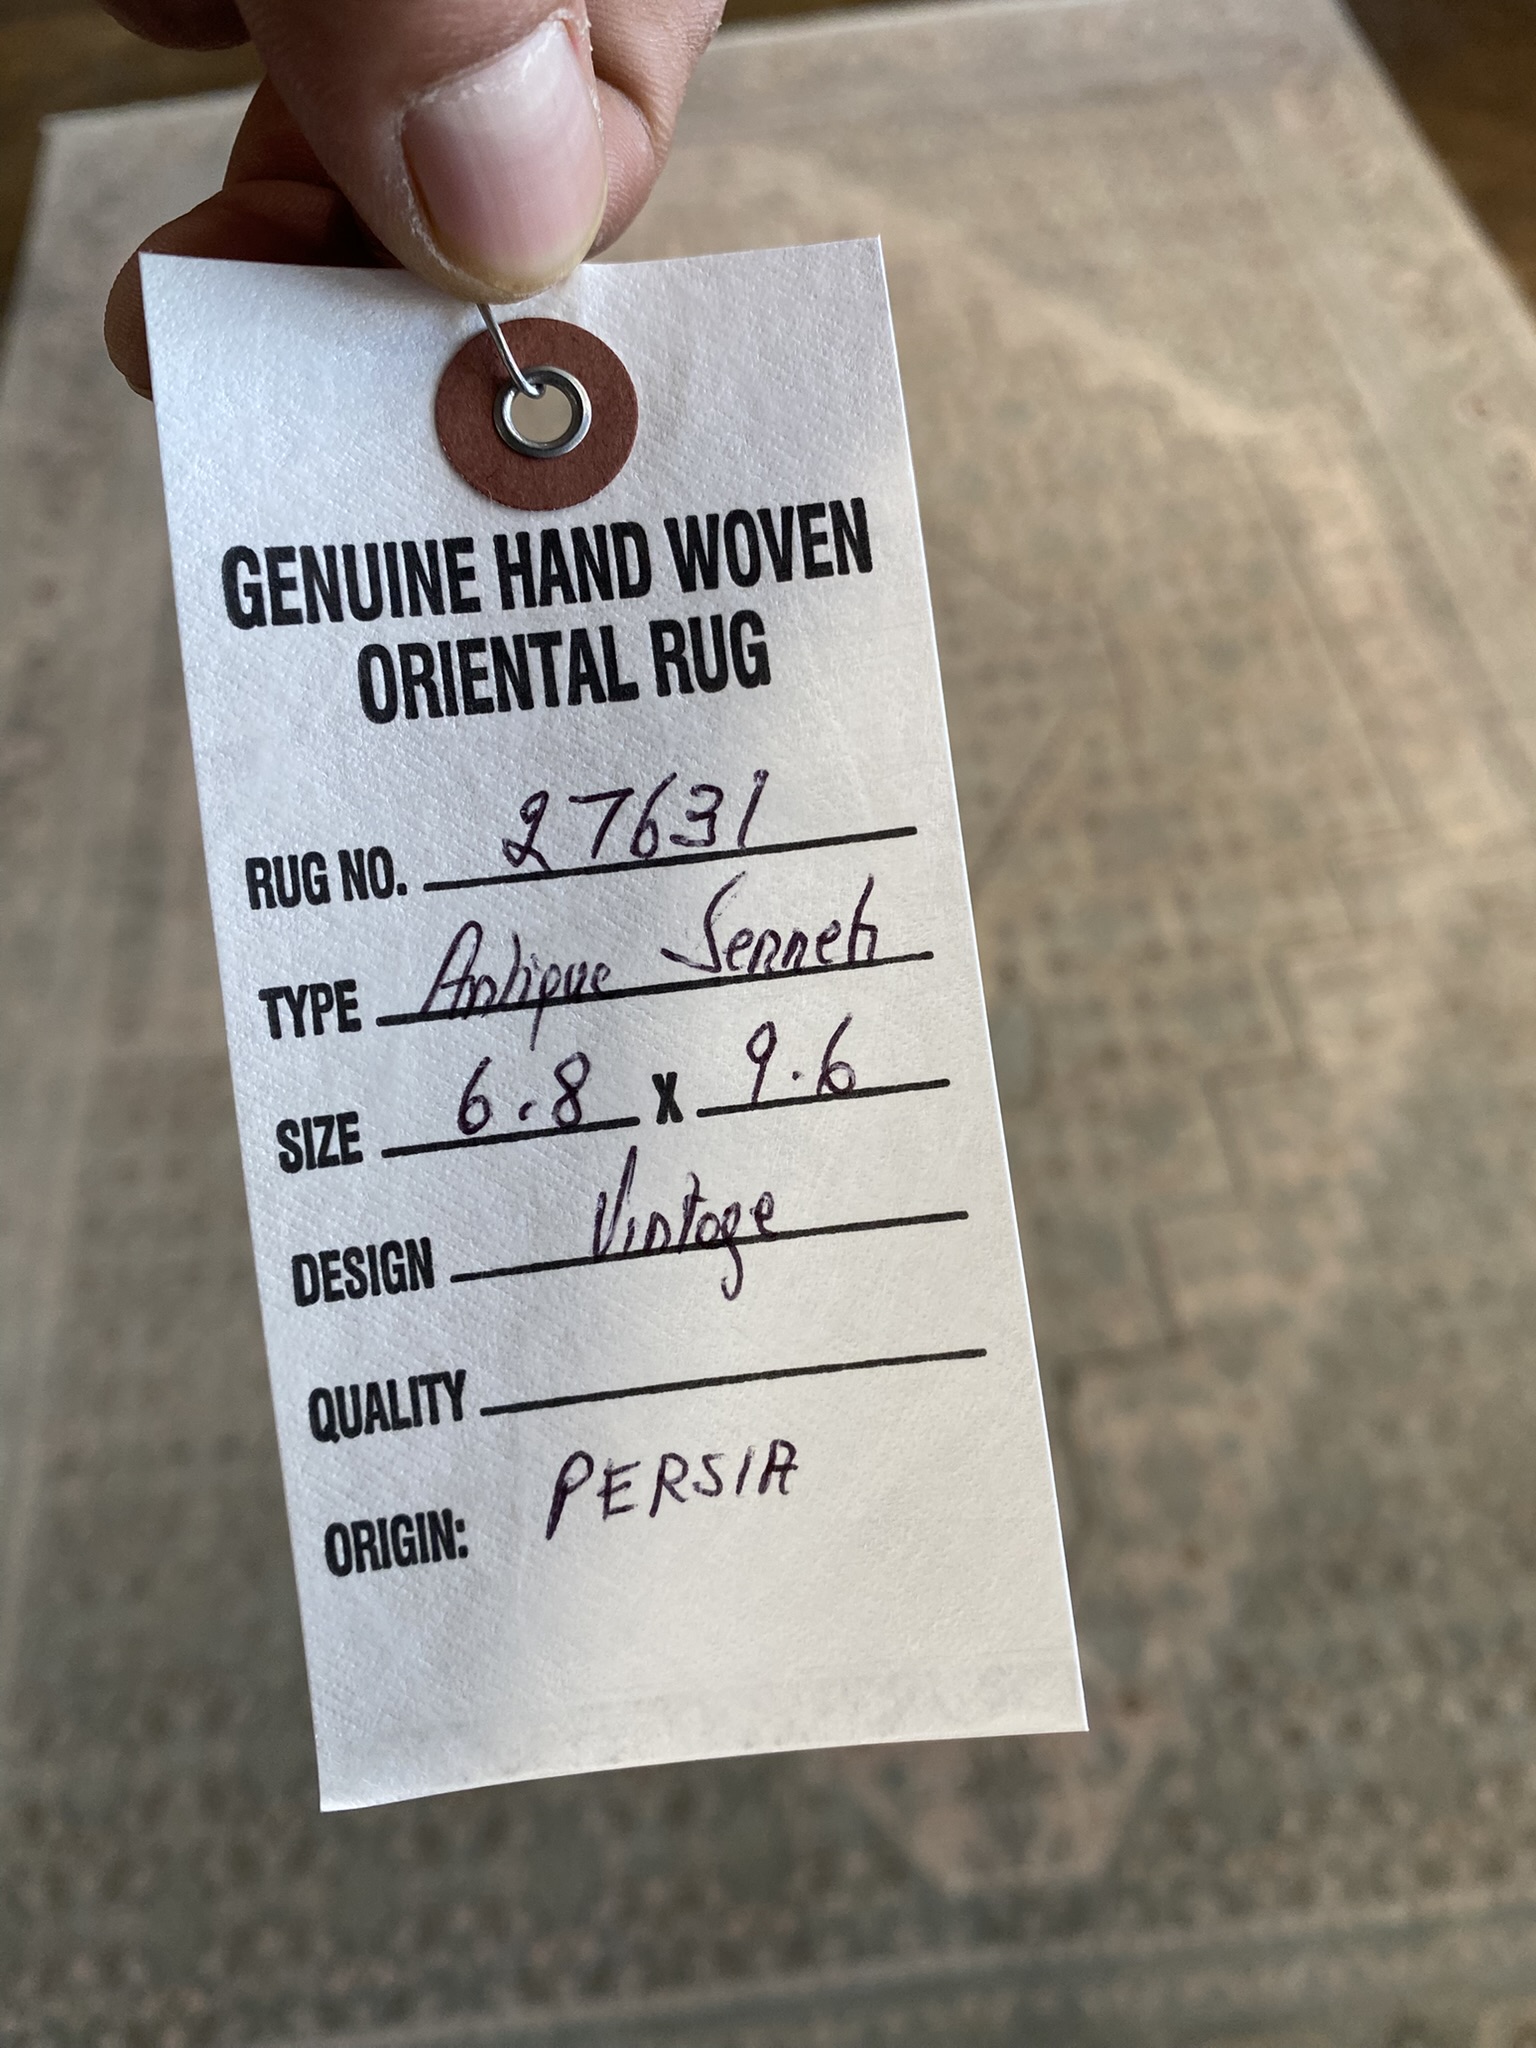 GENUINE HAND WOVEN
ORIENTAL RUG
RUG NO. 27631
TYPE Antique Senneh
SIZE 6.8 X 9.6
DESIGN Vintage
QUALITY
ORIGIN: PERSIA